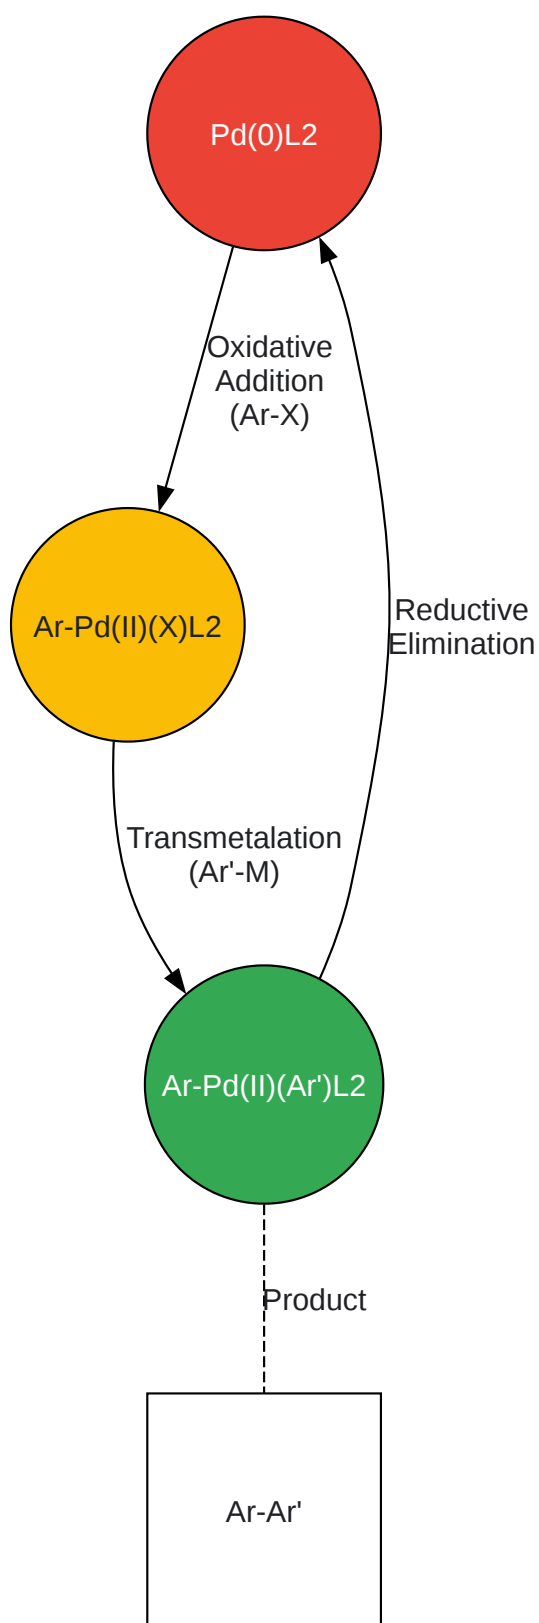 Pd(0)L2
Oxidative
Addition
(Ar-X)
Ar-Pd(II)(X)L2
Reductive
Elimination
Transmetalation
(Ar'-M)
Ar-Pd(II)(Ar')L2
Product
Ar-Ar'